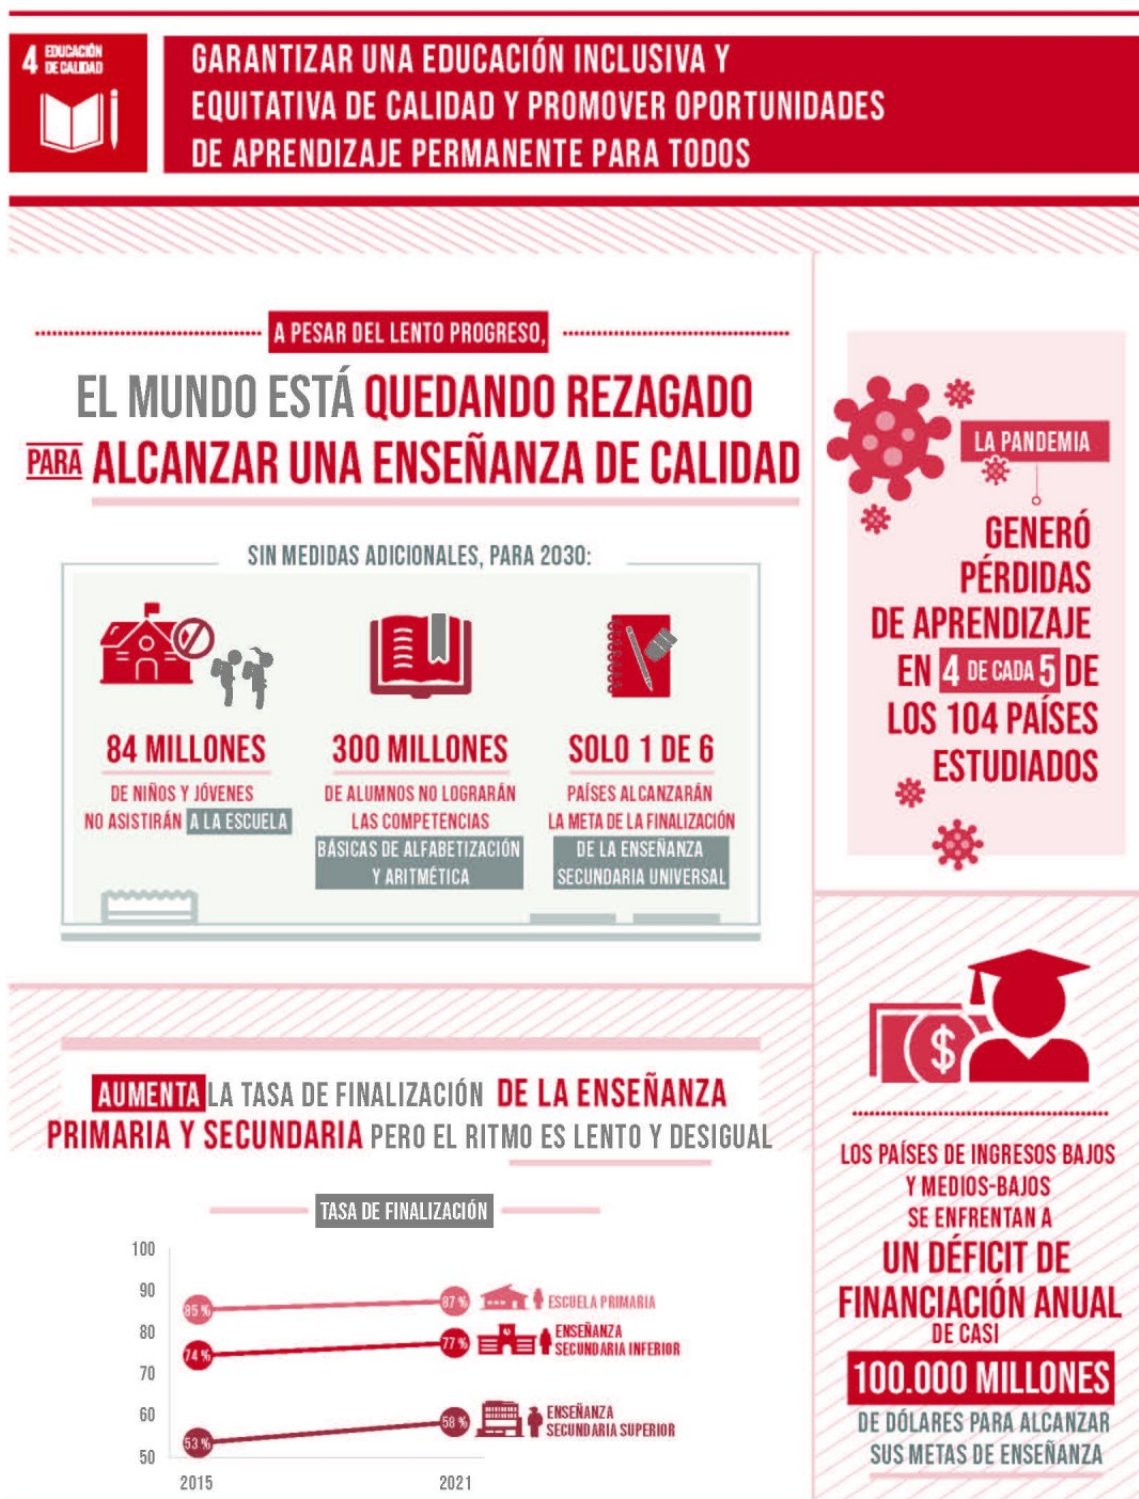 4 EDUCACIÓN
DE CALIDAD
GARANTIZAR UNA EDUCACIÓN INCLUSIVA Y
EQUITATIVA DE CALIDAD Y PROMOVER OPORTUNIDADES
DE APRENDIZAJE PERMANENTE PARA TODOS
A PESAR DEL LENTO PROGRESO,
EL MUNDO ESTÁ QUEDANDO REZAGADO
PARA ALCANZAR UNA ENSEÑANZA DE CALIDAD
SIN MEDIDAS ADICIONALES, PARA 2030:
84 MILLONES
DE NIÑOS Y JÓVENES
NO ASISTIRÁN A LA ESCUELA
300 MILLONES
DE ALUMNOS NO LOGRARÁN
LAS COMPETENCIAS
BÁSICAS DE ALFABETIZACIÓN
Y ARITMÉTICA
SOLO 1 DE 6
PAÍSES ALCANZARÁN
LA META DE LA FINALIZACIÓN
DE LA ENSEÑANZA
SECUNDARIA UNIVERSAL
LA PANDEMIA
GENERÓ
PÉRDIDAS
DE APRENDIZAJE
EN 4 DE CADA 5 DE
LOS 104 PAÍSES
ESTUDIADOS
AUMENTA LA TASA DE FINALIZACIÓN DE LA ENSEÑANZA
PRIMARIA Y SECUNDARIA PERO EL RITMO ES LENTO Y DESIGUAL
TASA DE FINALIZACIÓN
100
90
80
70
60
50
85 %
87 %
ESCUELA PRIMARIA
74 %
77 %
ENSEÑANZA
SECUNDARIA INFERIOR
53 %
58 %
ENSEÑANZA
SECUNDARIA SUPERIOR
2015
2021
$
LOS PAÍSES DE INGRESOS BAJOS
Y MEDIOS-BAJOS
SE ENFRENTAN A
UN DÉFICIT DE
FINANCIACIÓN ANUAL
DE CASI
100.000 MILLONES
DE DÓLARES PARA ALCANZAR
SUS METAS DE ENSEÑANZA